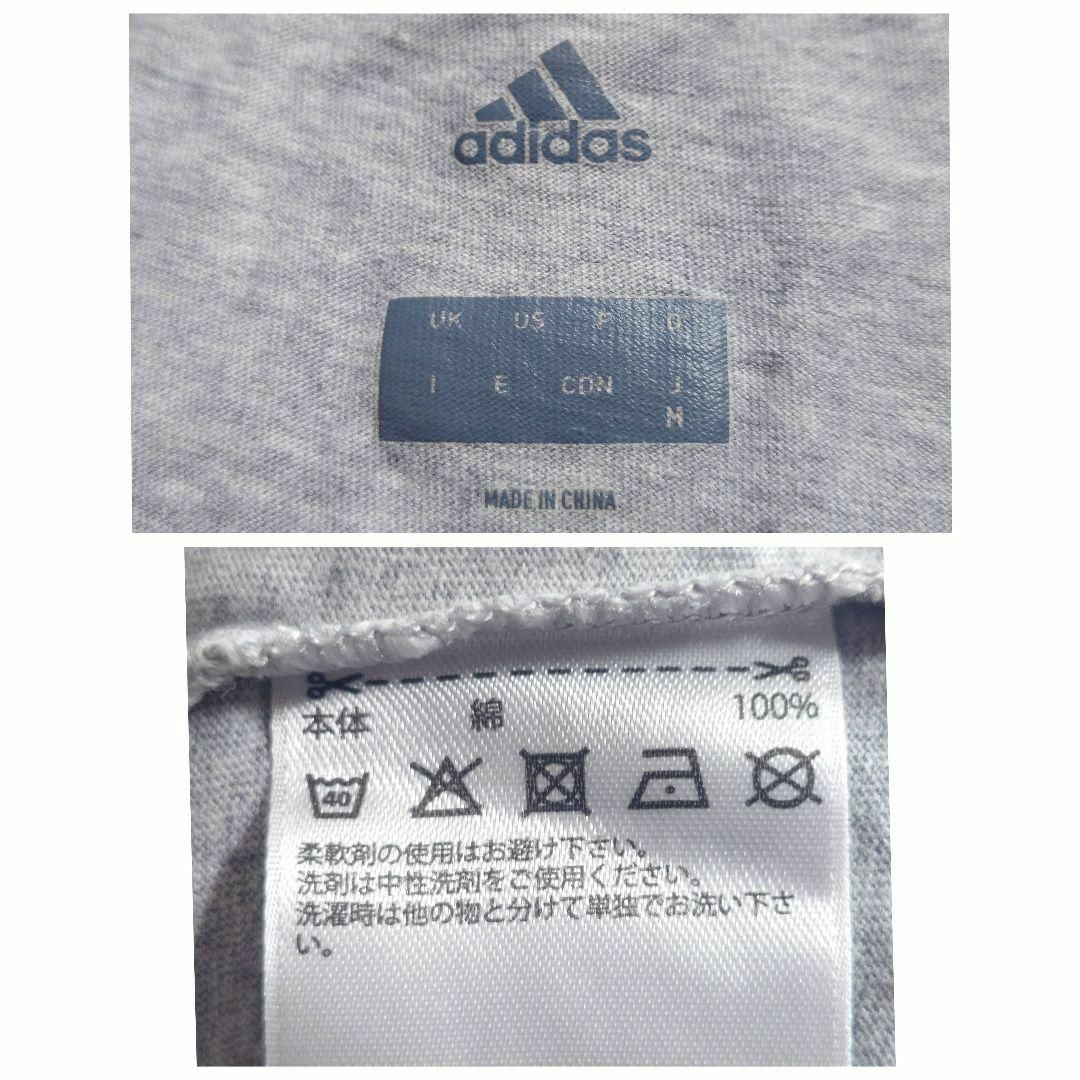 adidas
UK US F D
I E CDN J
M
MADE IN CHINA
本体 綿 100%
40
柔軟剤の使用はお避け下さい。
洗剤は中性洗剤をご使用ください。
洗濯時は他の物と分けて単独でお洗い下さ
い。